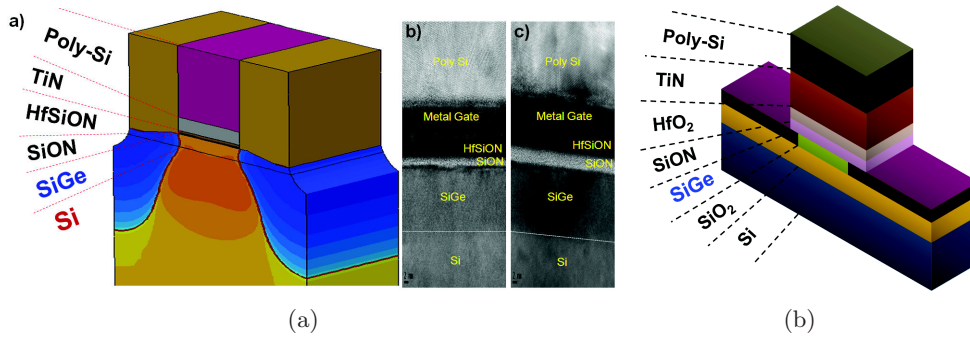 a)
Poly-Si
TiN
HfSiON
SiON
SiGe
Si
b)
Poly Si
Metal Gate
HfSiON
SiON
SiGe
Si
c)
Poly Si
Metal Gate
HfSiON
SiON
SiGe
Si
Poly-Si
TiN
HfO₂
SiON
SiGe
SiO₂
Si
(a)
(b)